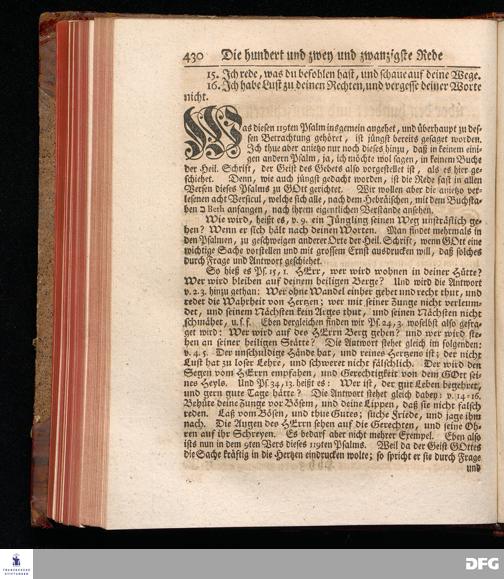 430 Die hundert und zwey und zwanzigste Rede
15. Ich rede, was du befohlen hast, und schaue auf deine Wege.
16. Ich habe Lust zu deinen Rechten, und vergesse deiner Worte
nicht.
Was diesen 119ten Psalm insgemein angehet, und überhaupt zu des-
sen Betrachtung gehöret, ist jüngst bereits gesaget worden.
Ich thue aber anietzo nur noch dieses hinzu, daß in keinem eini-
gen andern Psalm, ja, ich möchte wol sagen, in keinem Buche
der Heil. Schrift, der Geist des Gebets also vorgestellet ist, als es hier ge-
schiehet. Denn, wie auch jüngst gedacht worden, ist die Rede fast in allen
Versen dieses Psalms zu GOtt gerichtet. Wir wollen aber die anietzo ver-
lesenen acht Versicul, welche sich alle, nach dem Hebräischen, mit dem Buchsta-
ben ב Beth anfangen, nach ihrem eigentlichen Verstande ansehen.
Wie wird, heißt es, v. 9. ein Jüngling seinen Weg unsträflich ge-
hen? Wenn er sich hält nach deinen Worten. Man findet mehrmals in
den Psalmen, zu geschweigen anderer Orte der Heil. Schrift, wenn GOtt eine
wichtige Sache vorstellen und mit grossem Ernst ausdrucken will, daß solches
durch Frage und Antwort geschiehet.
So hieß es Ps. 15, 1. HErr, wer wird wohnen in deiner Hütte?
Wer wird bleiben auf deinem heiligen Berge? Und wird die Antwort
v. 2. 3. hinzu gethan: Wer ohne Wandel einher gehet und recht thut, und
redet die Wahrheit von Hertzen; wer mit seiner Zunge nicht verleum-
det, und seinem Nächsten kein Arges thut, und seinen Nächsten nicht
schmähet, u. s. f. Eben dergleichen finden wir Ps. 24, 3. woselbst also gefra-
get wird: Wer wird auf des HErrn Berg gehen? und wer wird ste-
hen an seiner heiligen Stätte? Die Antwort stehet gleich im folgenden:
v. 4. 5. Der unschuldige Hände hat, und reines Hertzens ist; der nicht
Lust hat zu loser Lehre, und schweret nicht fälschlich. Der wird den
Segen vom HErrn empfahen, und Gerechtigkeit von dem GOtt sei-
nes Heyls. Und Ps. 34, 13. heißt es: Wer ist, der gut Leben begehret,
und gern gute Tage hätte? Die Antwort stehet gleich dabey: v. 14-16.
Behüte deine Zunge vor Bösem, und deine Lippen, daß sie nicht falsch
reden. Laß vom Bösen, und thue Gutes; suche Friede, und jage ihm
nach. Die Augen des HErrn sehen auf die Gerechten, und seine Oh-
ren auf ihr Schreyen. Es bedarf aber nicht mehrer Exempel. Eben also
ists nun in dem 9ten Vers dieses 119ten Psalms. Weil da der Geist GOttes
die Sache kräftig in die Hertzen eindrucken wolte; so spricht er sie durch Frage
und
FRANCKESCHE
STIFTUNGEN
DFG